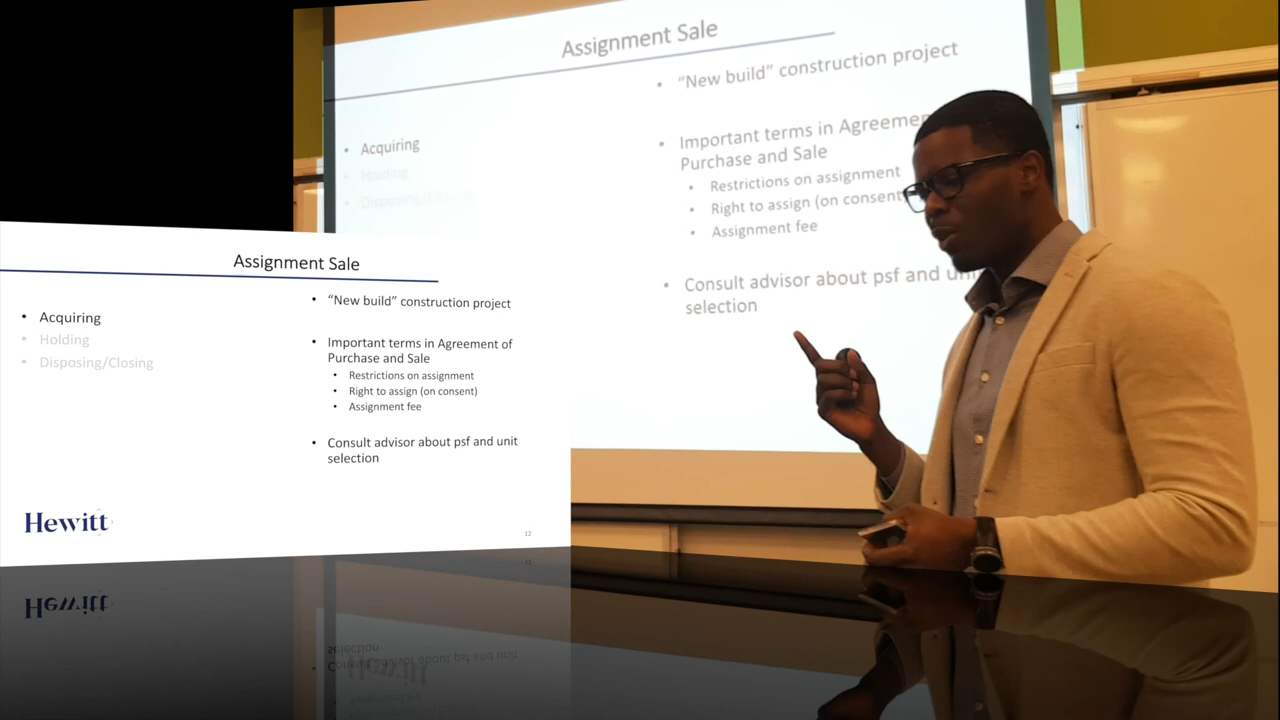 Assignment Sale
• "New build" construction project
• Acquiring
• Holding
• Important terms in Agreement
Purchase and Sale
• Restrictions on assignment
• Right to assign (on consent
• Assignment fee
• Consult advisor about psf and unit
selection
Assignment Sale
• Acquiring
• Holding
• Disposing/Closing
• “New build” construction project
• Important terms in Agreement of
Purchase and Sale
• Restrictions on assignment
• Right to assign (on consent)
• Assignment fee
• Consult advisor about psf and unit
selection
Hewitt
12